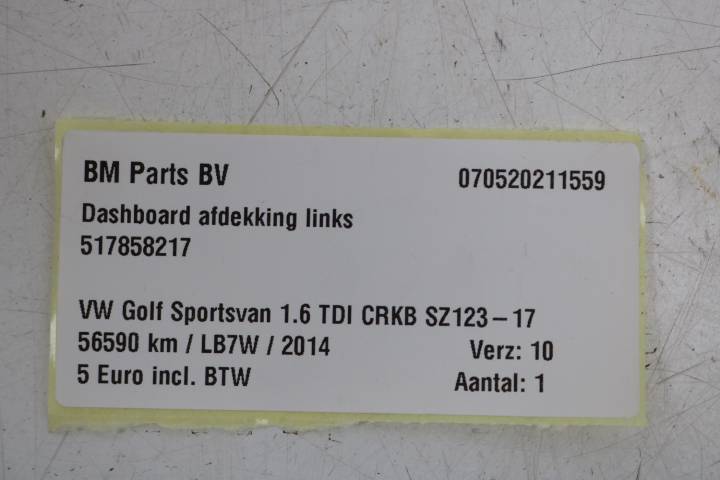 BM Parts BV 070520211559
Dashboard afdekking links
517858217
VW Golf Sportsvan 1.6 TDI CRKB SZ123-17
56590 km / LB7W / 2014 Verz: 10
5 Euro incl. BTW Aantal: 1